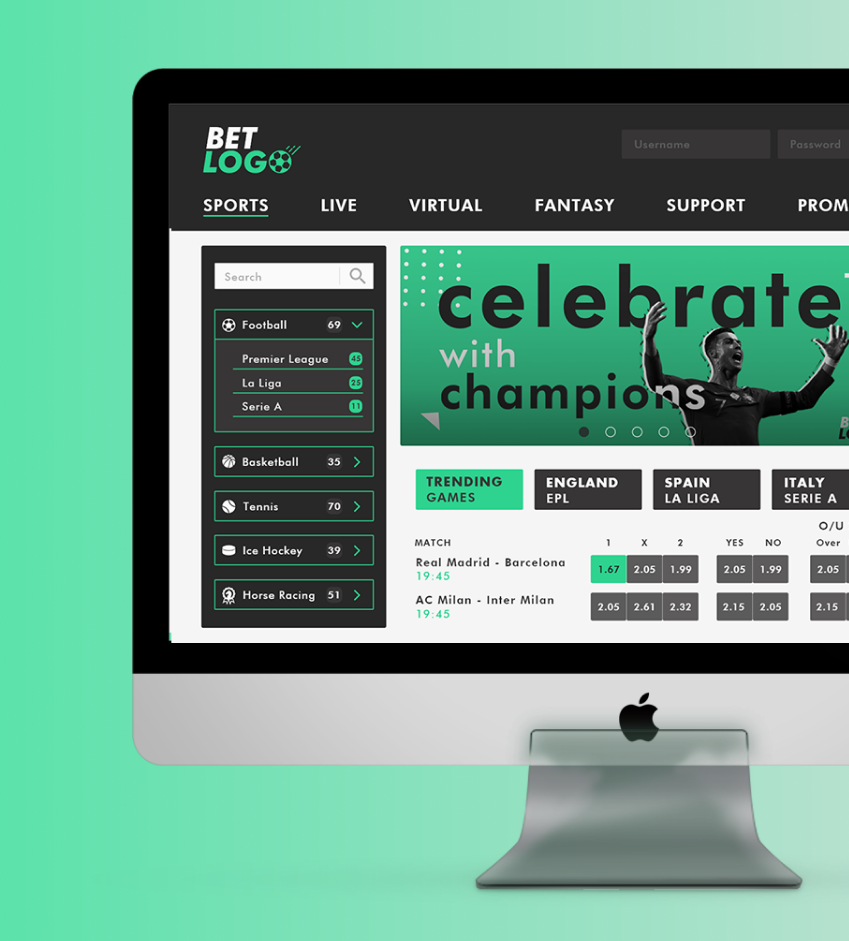 BET
LOGO
Username
Password
SPORTS LIVE VIRTUAL FANTASY SUPPORT PROM
Search
Football 69
Premier League 45
La Liga 25
Serie A 11
Basketball 35
Tennis 70
Ice Hockey 39
Horse Racing 51
celebrate
with
champions
TRENDING
GAMES
ENGLAND
EPL
SPAIN
LA LIGA
ITALY
SERIE A
O/U
MATCH 1 X 2 YES NO Over
Real Madrid - Barcelona 1.67 2.05 1.99 2.05 1.99 2.05
19:45
AC Milan - Inter Milan 2.05 2.61 2.32 2.15 2.05 2.15
19:45